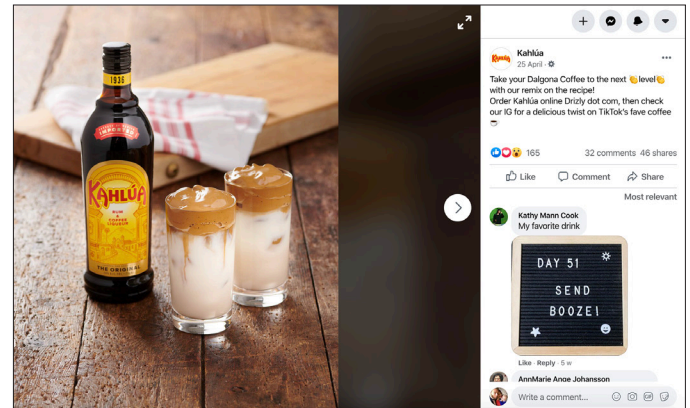 1936
IMPORTED
KAHLÚA
RUM
&
COFFEE
LIQUEUR
THE ORIGINAL
Kahlúa
25 April ·
Take your Dalgona Coffee to the next 👏level👏
with our remix on the recipe!
Order Kahlúa online Drizly dot com, then check
our IG for a delicious twist on TikTok's fave coffee
☕
165 32 comments 46 shares
Like Comment Share
Most relevant
Kathy Mann Cook
My favorite drink
DAY 51
SEND
BOOZE!
Like · Reply · 5 w
AnnMarie Ange Johansson
Write a comment...
GIF